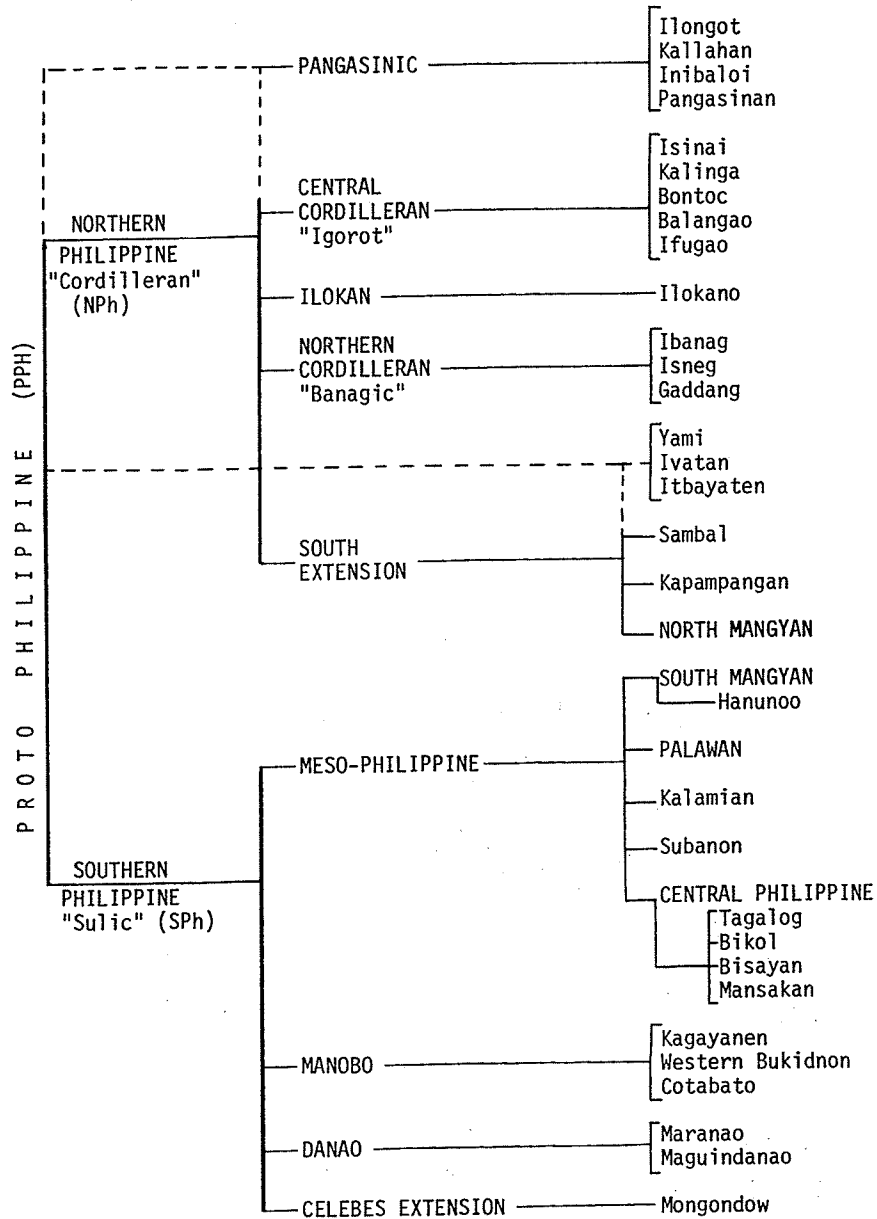 PROTO PHILIPPINE (PPH)
NORTHERN
PHILIPPINE
"Cordilleran"
(NPh)
PANGASINIC
Ilongot
Kallahan
Inibaloi
Pangasinan
CENTRAL
CORDILLERAN
"Igorot"
Isinai
Kalinga
Bontoc
Balangao
Ifugao
ILOKAN
Ilokano
NORTHERN
CORDILLERAN
"Banagic"
Ibanag
Isneg
Gaddang
Yami
Ivatan
Itbayaten
SOUTH
EXTENSION
Sambal
Kapampangan
NORTH MANGYAN
SOUTHERN
PHILIPPINE
"Sulic" (SPh)
MESO-PHILIPPINE
SOUTH MANGYAN
Hanunoo
PALAWAN
Kalamian
Subanon
CENTRAL PHILIPPINE
Tagalog
Bikol
Bisayan
Mansakan
MANOBO
Kagayanen
Western Bukidnon
Cotabato
DANAO
Maranao
Maguindanao
CELEBES EXTENSION
Mongondow